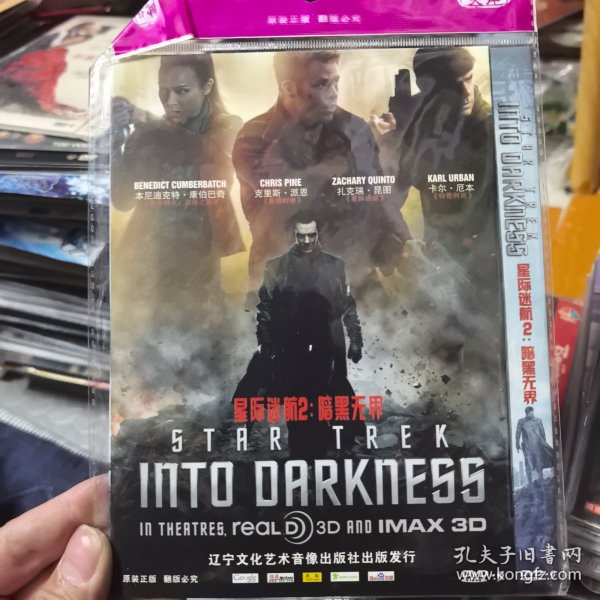 原装正版 翻版必究
BENEDICT CUMBERBATCH
本尼迪克特·康伯巴奇
CHRIS PINE
克里斯·派恩
ZACHARY QUINTO
扎克瑞·昆图
KARL URBAN
卡尔·厄本
星际迷航2：暗黑无界
STAR TREK
INTO DARKNESS
IN THEATRES, REAL D 3D AND IMAX 3D
辽宁文化艺术音像出版社出版发行
原装正版 翻版必究
Google
STAR TREK
INTO DARKNESS
星际迷航2：暗黑无界
孔夫子旧书网
www.kongfz.com